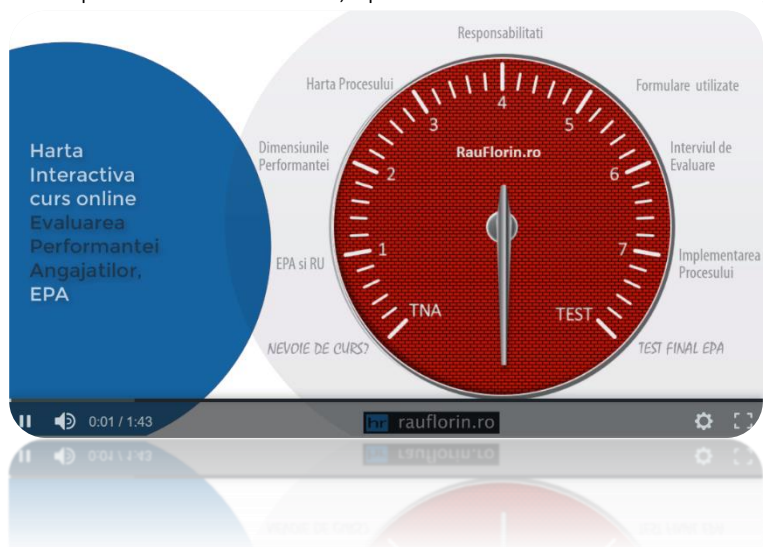 Harta
Interactiva
curs online
Evaluarea
Performantei
Angajatilor,
EPA
Responsabilitati
Harta Procesului
Formulare utilizate
Dimensiunile
Performantei
Interviul de
Evaluare
EPA si RU
Implementarea
Procesului
NEVOIE DE CURS?
TEST FINAL EPA
RauFlorin.ro
TNA
1
2
3
4
5
6
7
TEST
0:01 / 1:43
hr rauflorin.ro